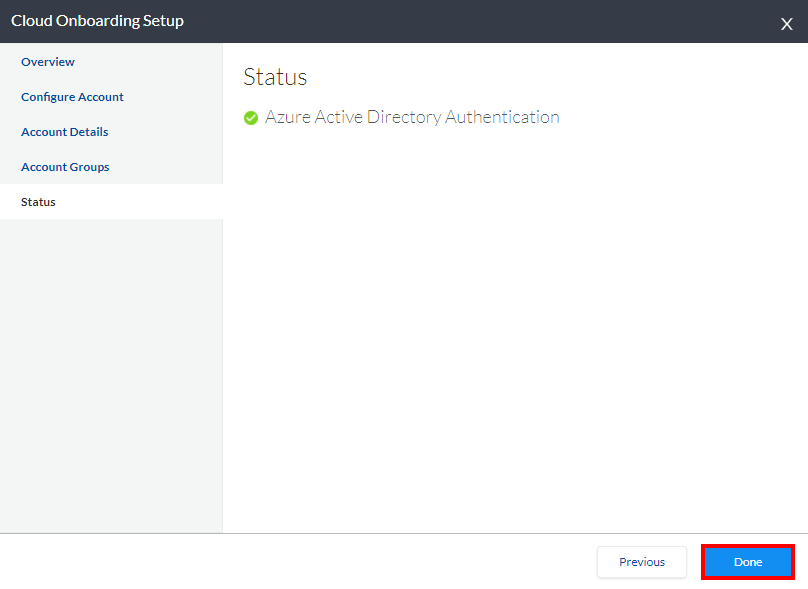 Cloud Onboarding Setup
X
Overview
Configure Account
Account Details
Account Groups
Status
Status
Azure Active Directory Authentication
Previous
Done